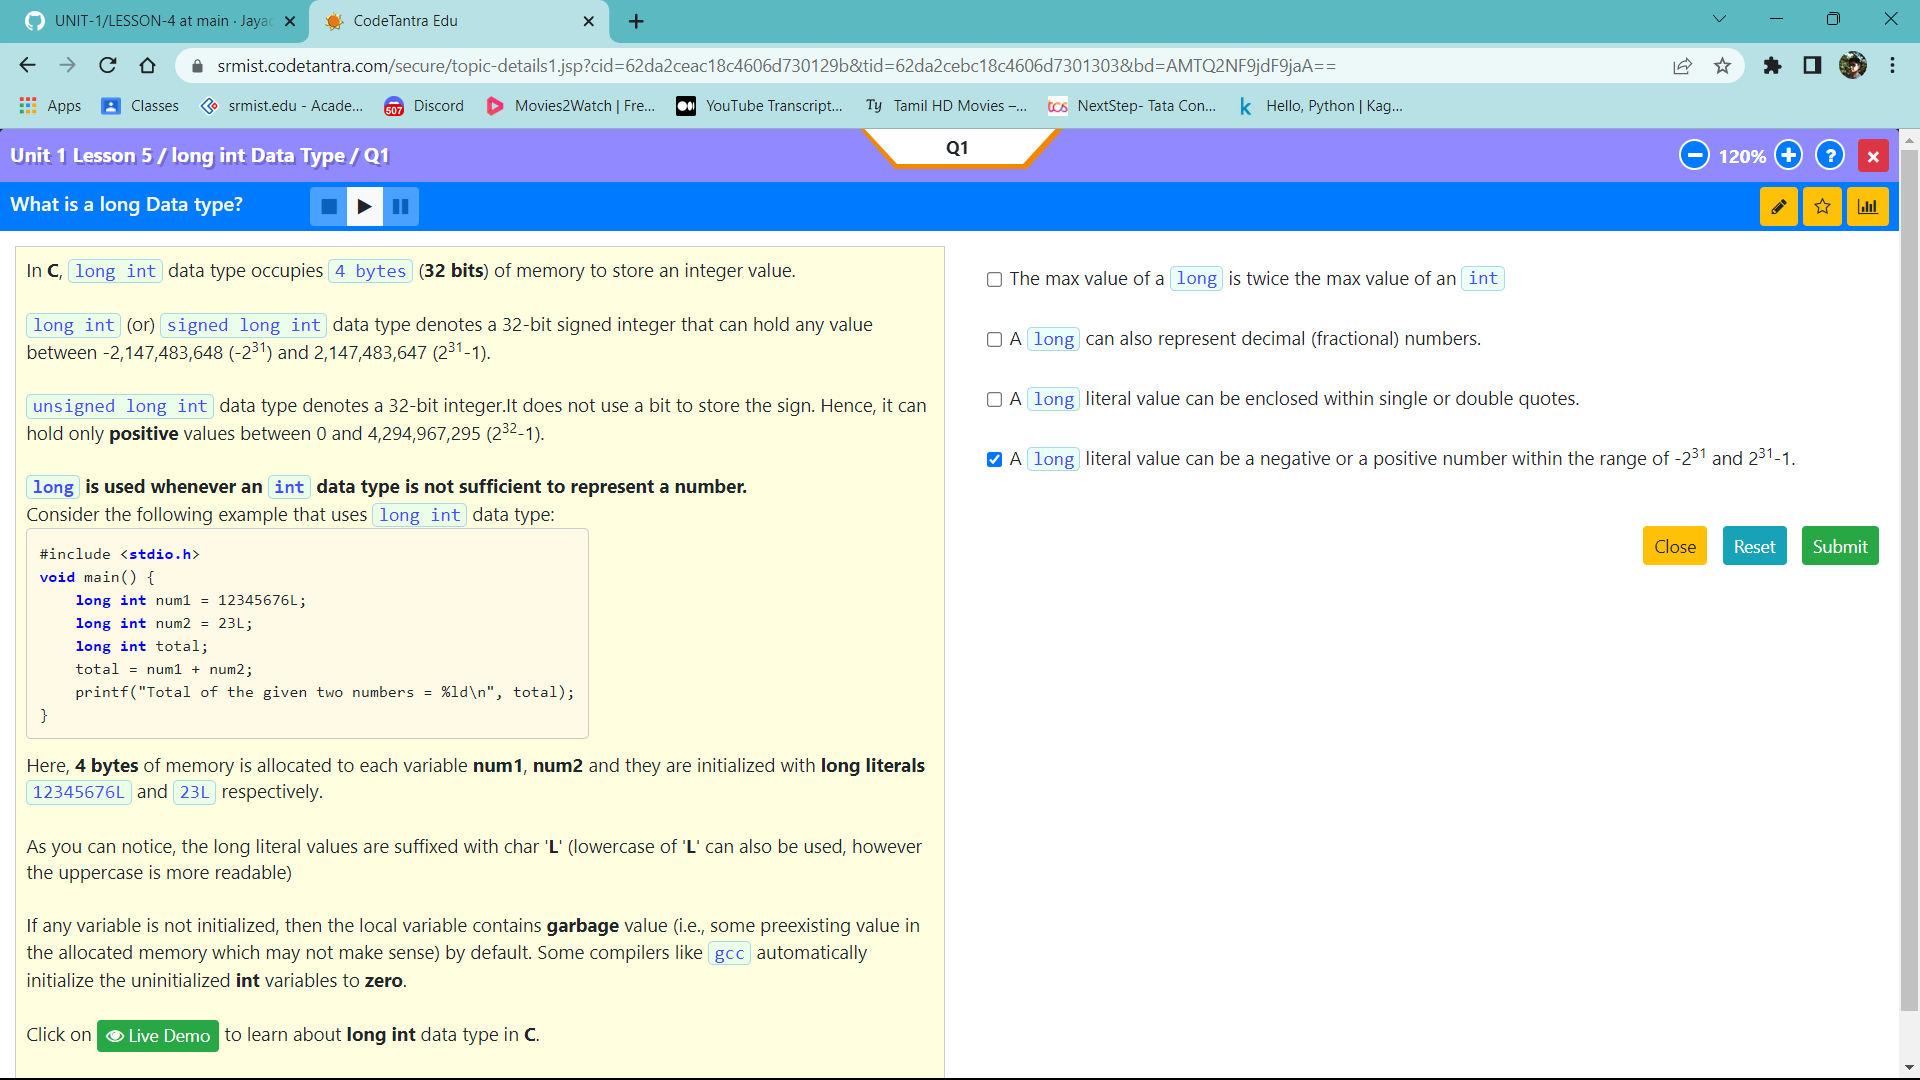 UNIT-1/LESSON-4 at main · Jayac
CodeTantra Edu
srmist.codetantra.com/secure/topic-details1.jsp?cid=62da2ceac18c4606d730129b&tid=62da2cebc18c4606d7301303&bd=AMTQ2NF9jdF9jaA==
Apps
Classes
srmist.edu - Acade...
507
Discord
Movies2Watch | Fre...
YouTube Transcript...
Ty
Tamil HD Movies –...
tcs
NextStep- Tata Con...
k
Hello, Python | Kag...
Unit 1 Lesson 5 / long int Data Type / Q1
Q1
120%
?
What is a long Data type?
In C, long int data type occupies 4 bytes (32 bits) of memory to store an integer value.
long int (or) signed long int data type denotes a 32-bit signed integer that can hold any value
between -2,147,483,648 (-2³¹) and 2,147,483,647 (2³¹-1).
unsigned long int data type denotes a 32-bit integer.It does not use a bit to store the sign. Hence, it can
hold only positive values between 0 and 4,294,967,295 (2³²-1).
long is used whenever an int data type is not sufficient to represent a number.
Consider the following example that uses long int data type:
#include <stdio.h>
void main() {
    long int num1 = 12345676L;
    long int num2 = 23L;
    long int total;
    total = num1 + num2;
    printf("Total of the given two numbers = %ld\n", total);
}
Here, 4 bytes of memory is allocated to each variable num1, num2 and they are initialized with long literals
12345676L and 23L respectively.
As you can notice, the long literal values are suffixed with char 'L' (lowercase of 'L' can also be used, however
the uppercase is more readable)
If any variable is not initialized, then the local variable contains garbage value (i.e., some preexisting value in
the allocated memory which may not make sense) by default. Some compilers like gcc automatically
initialize the uninitialized int variables to zero.
Click on Live Demo to learn about long int data type in C.
The max value of a long is twice the max value of an int
A long can also represent decimal (fractional) numbers.
A long literal value can be enclosed within single or double quotes.
A long literal value can be a negative or a positive number within the range of -2³¹ and 2³¹-1.
Close
Reset
Submit